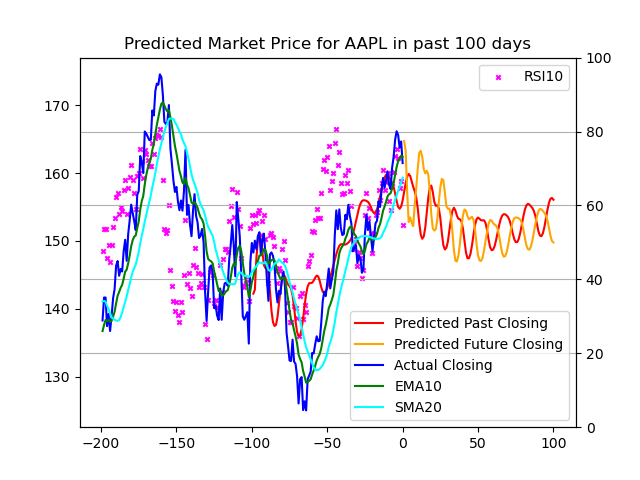 Predicted Market Price for AAPL in past 100 days
RSI10
170
160
150
140
130
100
80
60
40
20
0
Predicted Past Closing
Predicted Future Closing
Actual Closing
EMA10
SMA20
−200 −150 −100 −50 0 50 100